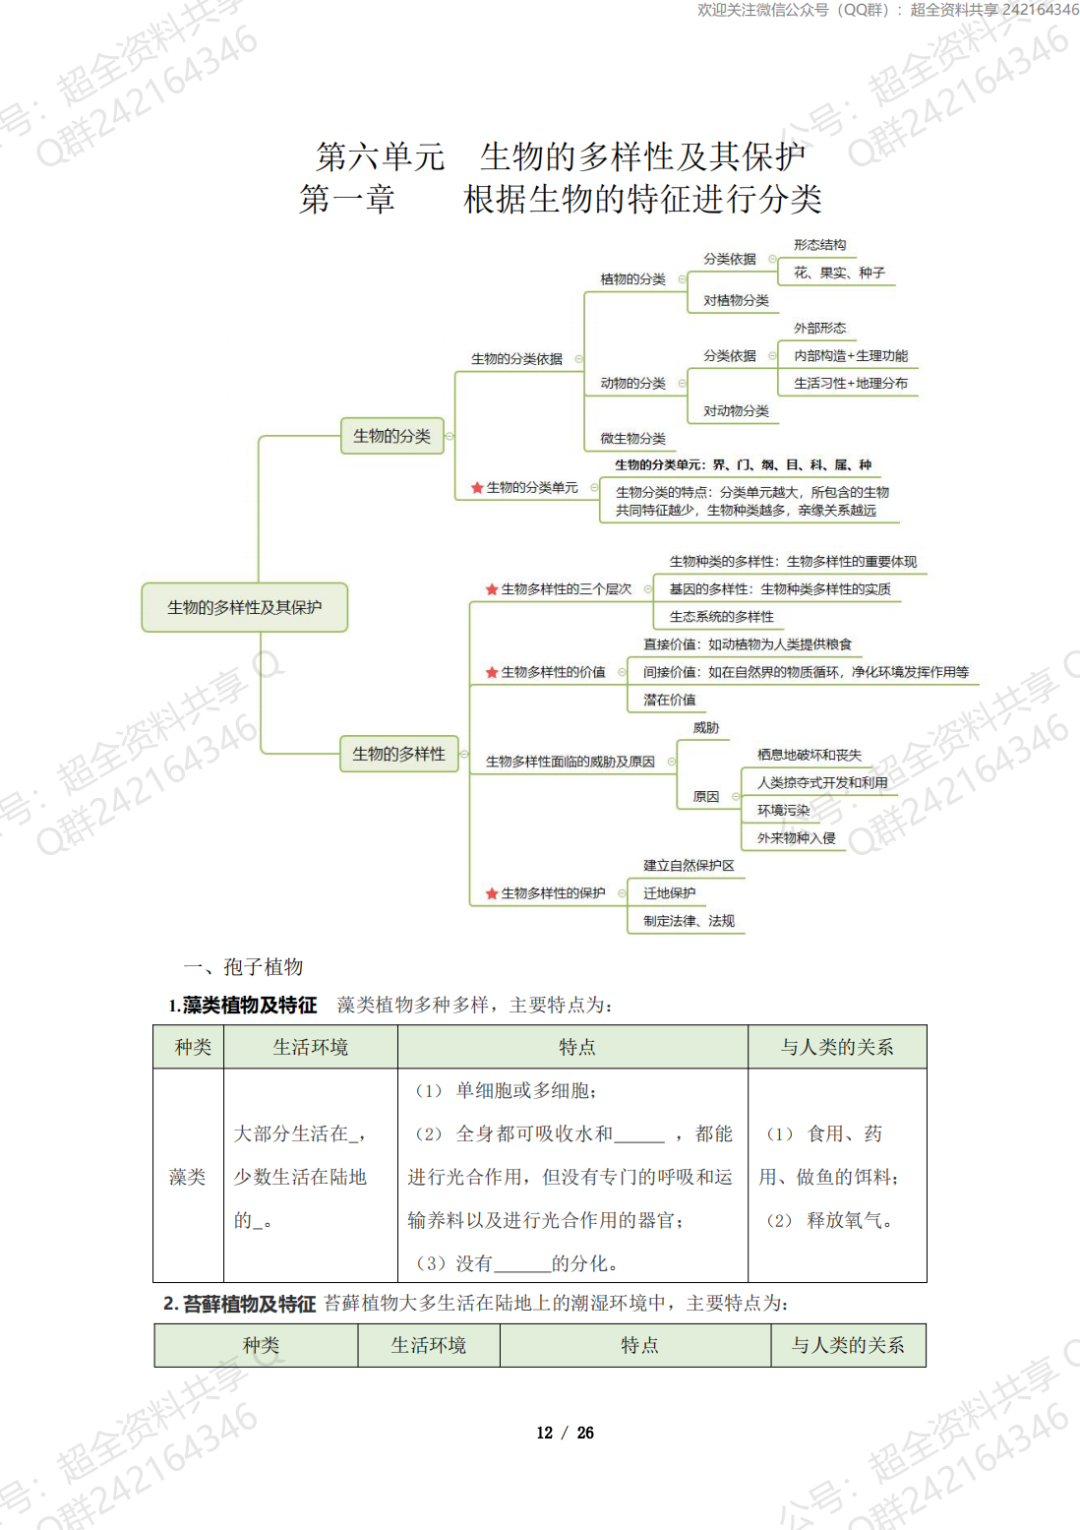 欢迎关注微信公众号（QQ群）：超全资料共享 242164346
第六单元 生物的多样性及其保护
第一章 根据生物的特征进行分类
形态结构
分类依据
花、果实、种子
植物的分类
对植物分类
外部形态
生物的分类依据
分类依据
内部构造+生理功能
动物的分类
生活习性+地理分布
对动物分类
生物的分类
微生物分类
生物的分类单元：界、门、纲、目、科、属、种
★ 生物的分类单元
生物分类的特点：分类单元越大，所包含的生物
共同特征越少，生物种类越多，亲缘关系越远
生物种类的多样性：生物多样性的重要体现
★ 生物多样性的三个层次
基因的多样性：生物种类多样性的实质
生物的多样性及其保护
生态系统的多样性
直接价值：如动植物为人类提供粮食
★ 生物多样性的价值
间接价值：如在自然界的物质循环，净化环境发挥作用等
潜在价值
威胁
生物的多样性
生物多样性面临的威胁及原因
栖息地破坏和丧失
人类掠夺式开发和利用
原因
环境污染
外来物种入侵
建立自然保护区
★ 生物多样性的保护
迁地保护
制定法律、法规
一、孢子植物
1.藻类植物及特征 藻类植物多种多样，主要特点为：
种类 生活环境 特点 与人类的关系
藻类
大部分生活在_，
少数生活在陆地
的_。
（1） 单细胞或多细胞；
（2） 全身都可吸收水和_____ ，都能
进行光合作用，但没有专门的呼吸和运
输养料以及进行光合作用的器官；
（3）没有______的分化。
（1） 食用、药
用、做鱼的饵料；
（2） 释放氧气。
2. 苔藓植物及特征 苔藓植物大多生活在陆地上的潮湿环境中，主要特点为：
种类 生活环境 特点 与人类的关系
12 / 26
公号：超全资料共享 Q
Q群242164346